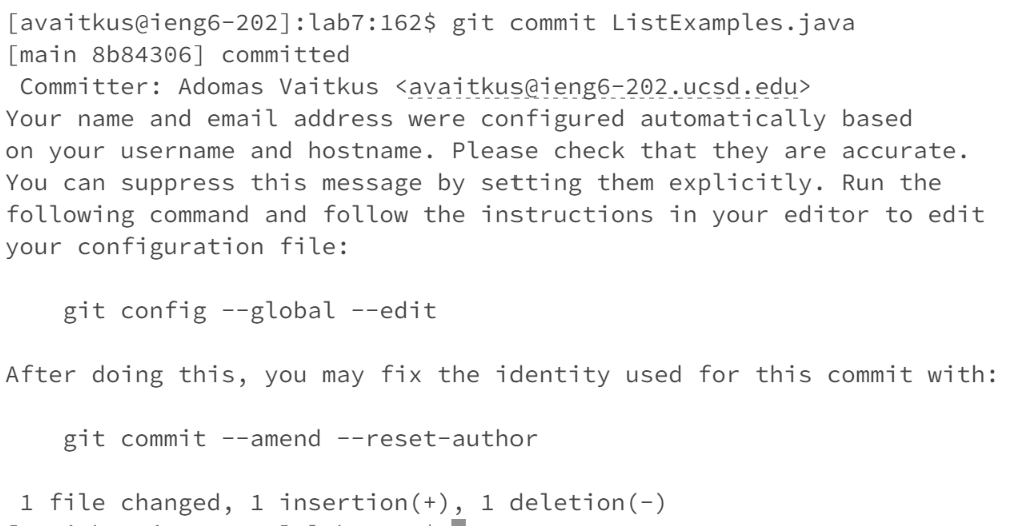 [avaitkus@ieng6-202]:lab7:162$ git commit ListExamples.java
[main 8b84306] committed
 Committer: Adomas Vaitkus <avaitkus@ieng6-202.ucsd.edu>
Your name and email address were configured automatically based
on your username and hostname. Please check that they are accurate.
You can suppress this message by setting them explicitly. Run the
following command and follow the instructions in your editor to edit
your configuration file:
    git config --global --edit
After doing this, you may fix the identity used for this commit with:
    git commit --amend --reset-author
 1 file changed, 1 insertion(+), 1 deletion(-)